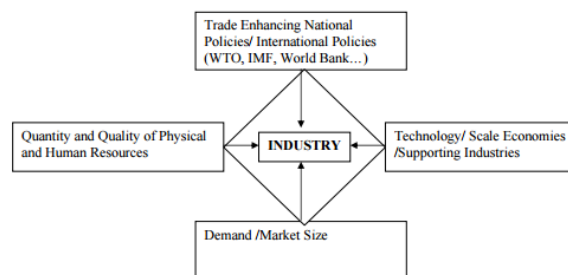 Trade Enhancing National
Policies/ International Policies
(WTO, IMF, World Bank…)
Quantity and Quality of Physical
and Human Resources
INDUSTRY
Technology/ Scale Economies
/Supporting Industries
Demand /Market Size